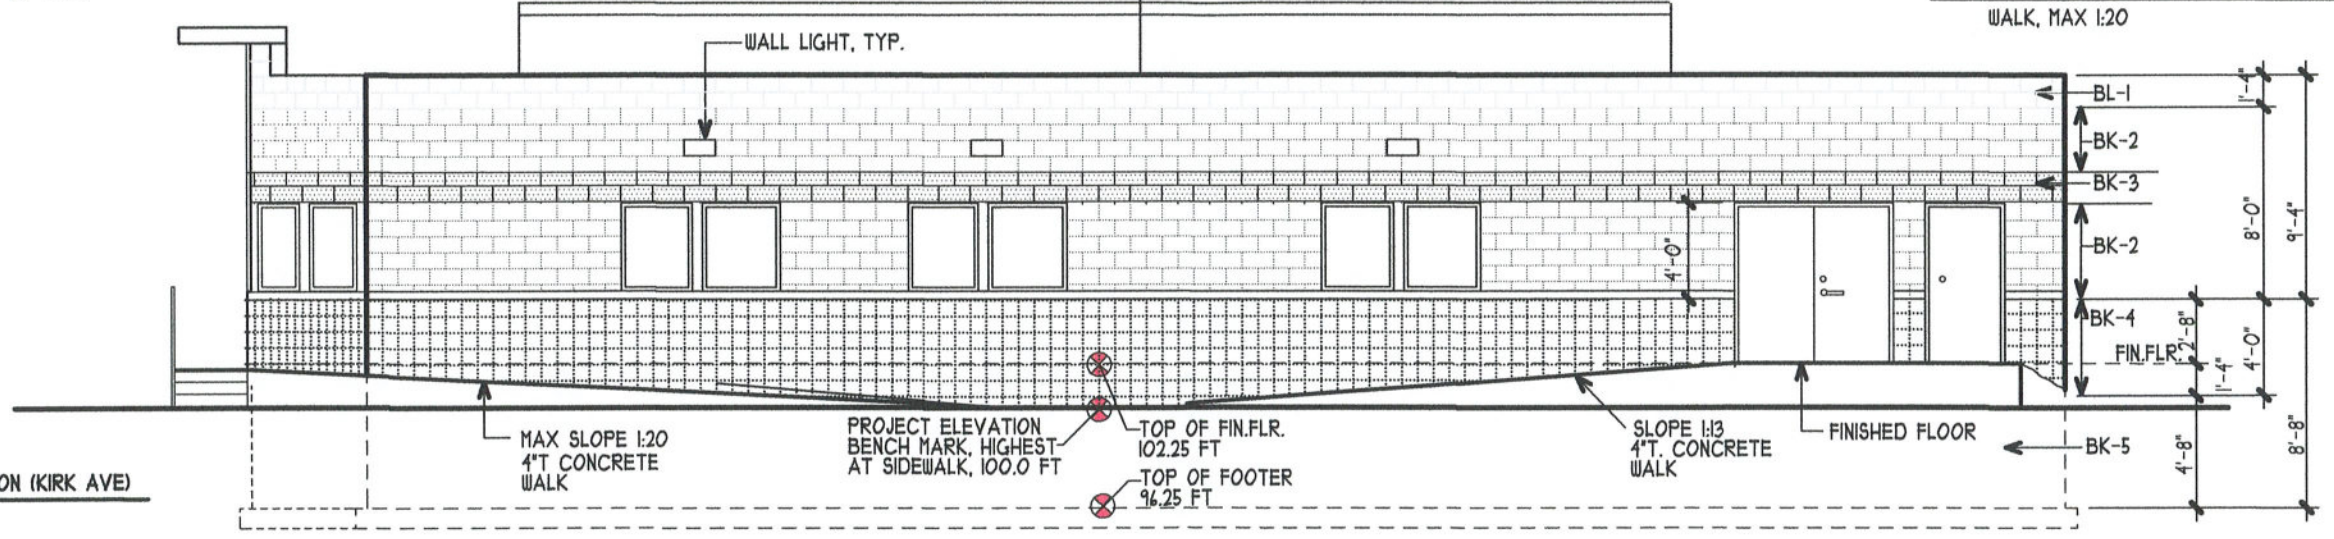 WALK, MAX 1:20
WALL LIGHT, TYP.
BL-1
1'-4"
BK-2
BK-3
8'-0"
9'-4"
BK-2
4'-0"
BK-4
2'-8"
FIN.FLR.
1'-4"
4'-0"
MAX SLOPE 1:20
4"T CONCRETE
WALK
PROJECT ELEVATION
BENCH MARK, HIGHEST
AT SIDEWALK, 100.0 FT
TOP OF FIN.FLR.
102.25 FT
SLOPE 1:13
4"T. CONCRETE
WALK
FINISHED FLOOR
BK-5
4'-8"
8'-8"
TOP OF FOOTER
96.25 FT
ON (KIRK AVE)